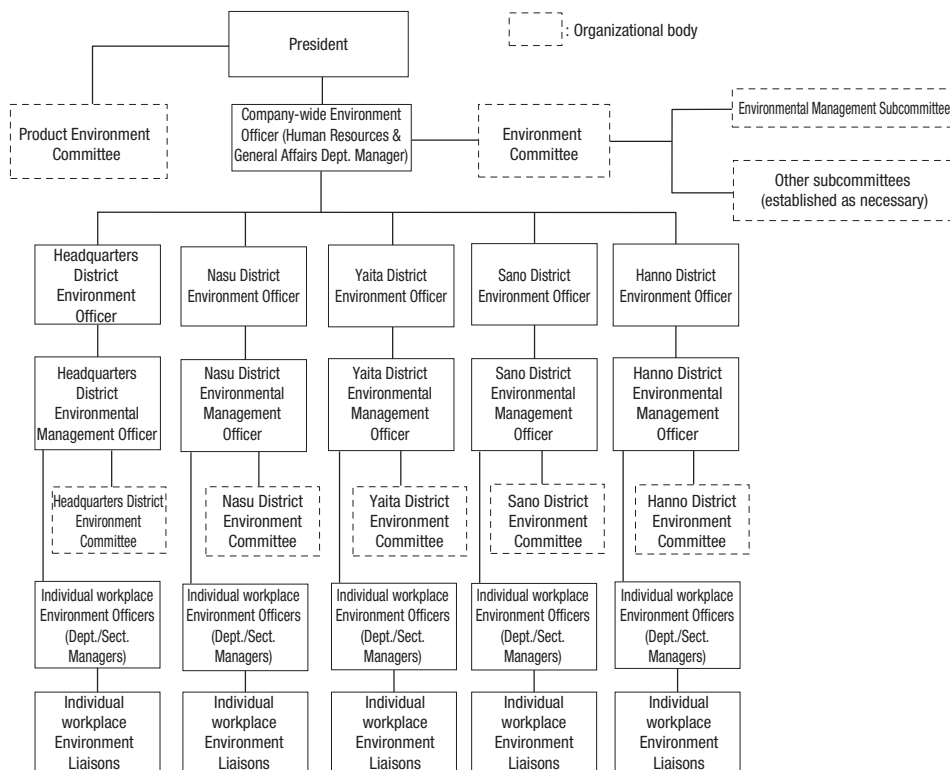 President
: Organizational body
Product Environment
Committee
Company-wide Environment
Officer (Human Resources &
General Affairs Dept. Manager)
Environment
Committee
Environmental Management Subcommittee
Other subcommittees
(established as necessary)
Headquarters
District
Environment
Officer
Nasu District
Environment Officer
Yaita District
Environment Officer
Sano District
Environment Officer
Hanno District
Environment Officer
Headquarters
District
Environmental
Management Officer
Nasu District
Environmental
Management
Officer
Yaita District
Environmental
Management
Officer
Sano District
Environmental
Management
Officer
Hanno District
Environmental
Management
Officer
Headquarters District
Environment
Committee
Nasu District
Environment
Committee
Yaita District
Environment
Committee
Sano District
Environment
Committee
Hanno District
Environment
Committee
Individual workplace
Environment Officers
(Dept./Sect.
Managers)
Individual workplace
Environment Officers
(Dept./Sect.
Managers)
Individual workplace
Environment Officers
(Dept./Sect.
Managers)
Individual workplace
Environment Officers
(Dept./Sect.
Managers)
Individual workplace
Environment Officers
(Dept./Sect.
Managers)
Individual
workplace
Environment
Liaisons
Individual
workplace
Environment
Liaisons
Individual
workplace
Environment
Liaisons
Individual
workplace
Environment
Liaisons
Individual
workplace
Environment
Liaisons